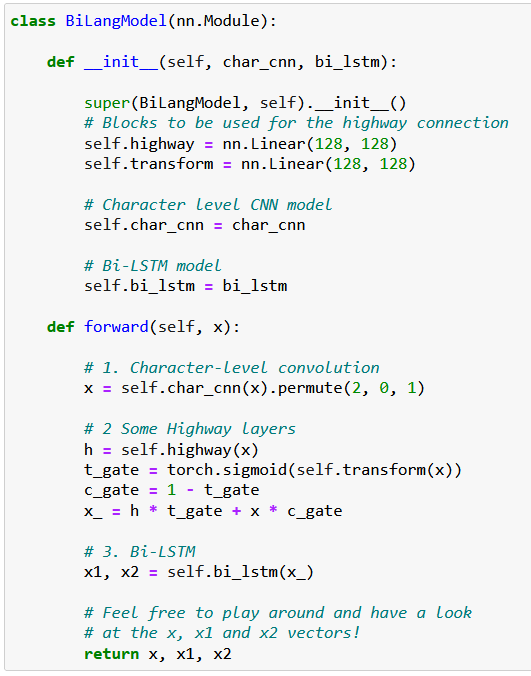 class BiLangModel(nn.Module):
def __init__(self, char_cnn, bi_lstm):
super(BiLangModel, self).__init__()
# Blocks to be used for the highway connection
self.highway = nn.Linear(128, 128)
self.transform = nn.Linear(128, 128)
# Character level CNN model
self.char_cnn = char_cnn
# Bi-LSTM model
self.bi_lstm = bi_lstm
def forward(self, x):
# 1. Character-level convolution
x = self.char_cnn(x).permute(2, 0, 1)
# 2 Some Highway layers
h = self.highway(x)
t_gate = torch.sigmoid(self.transform(x))
c_gate = 1 - t_gate
x_ = h * t_gate + x * c_gate
# 3. Bi-LSTM
x1, x2 = self.bi_lstm(x_)
# Feel free to play around and have a look
# at the x, x1 and x2 vectors!
return x, x1, x2